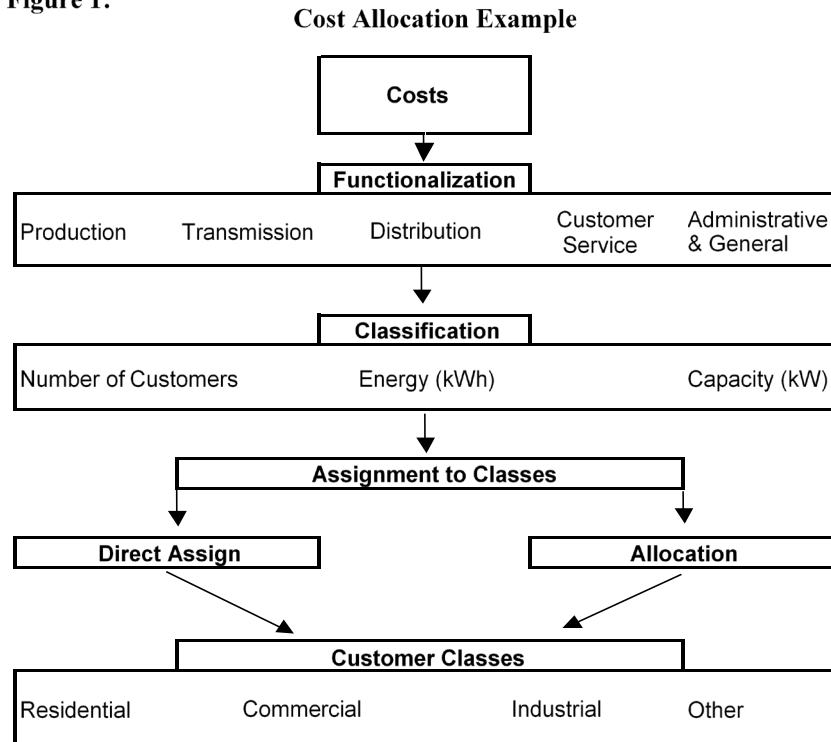 Figure 1.
Cost Allocation Example
Costs
Functionalization
Production Transmission Distribution Customer Service Administrative & General
Classification
Number of Customers Energy (kWh) Capacity (kW)
Assignment to Classes
Direct Assign Allocation
Customer Classes
Residential Commercial Industrial Other